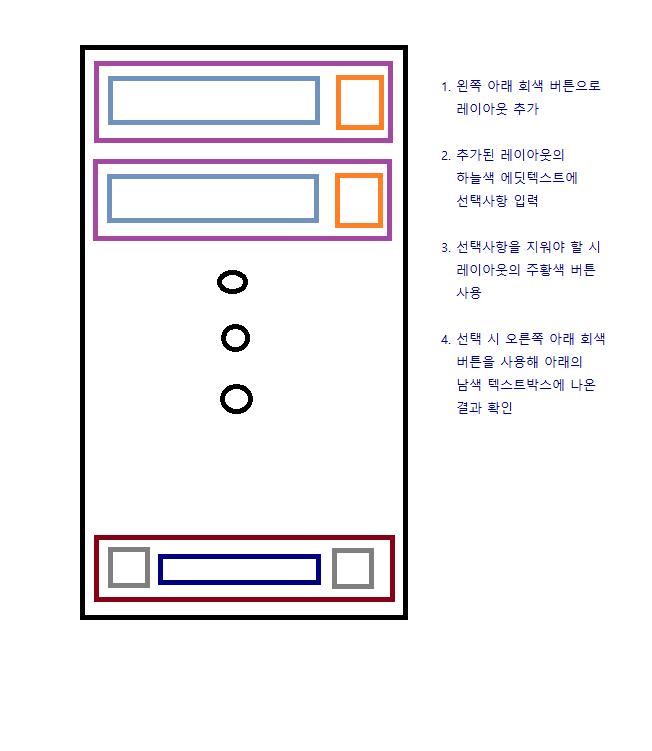 1. 왼쪽 아래 회색 버튼으로
레이아웃 추가
2. 추가된 레이아웃의
하늘색 에딧텍스트에
선택사항 입력
3. 선택사항을 지워야 할 시
레이아웃의 주황색 버튼
사용
4. 선택 시 오른쪽 아래 회색
버튼을 사용해 아래의
남색 텍스트박스에 나온
결과 확인